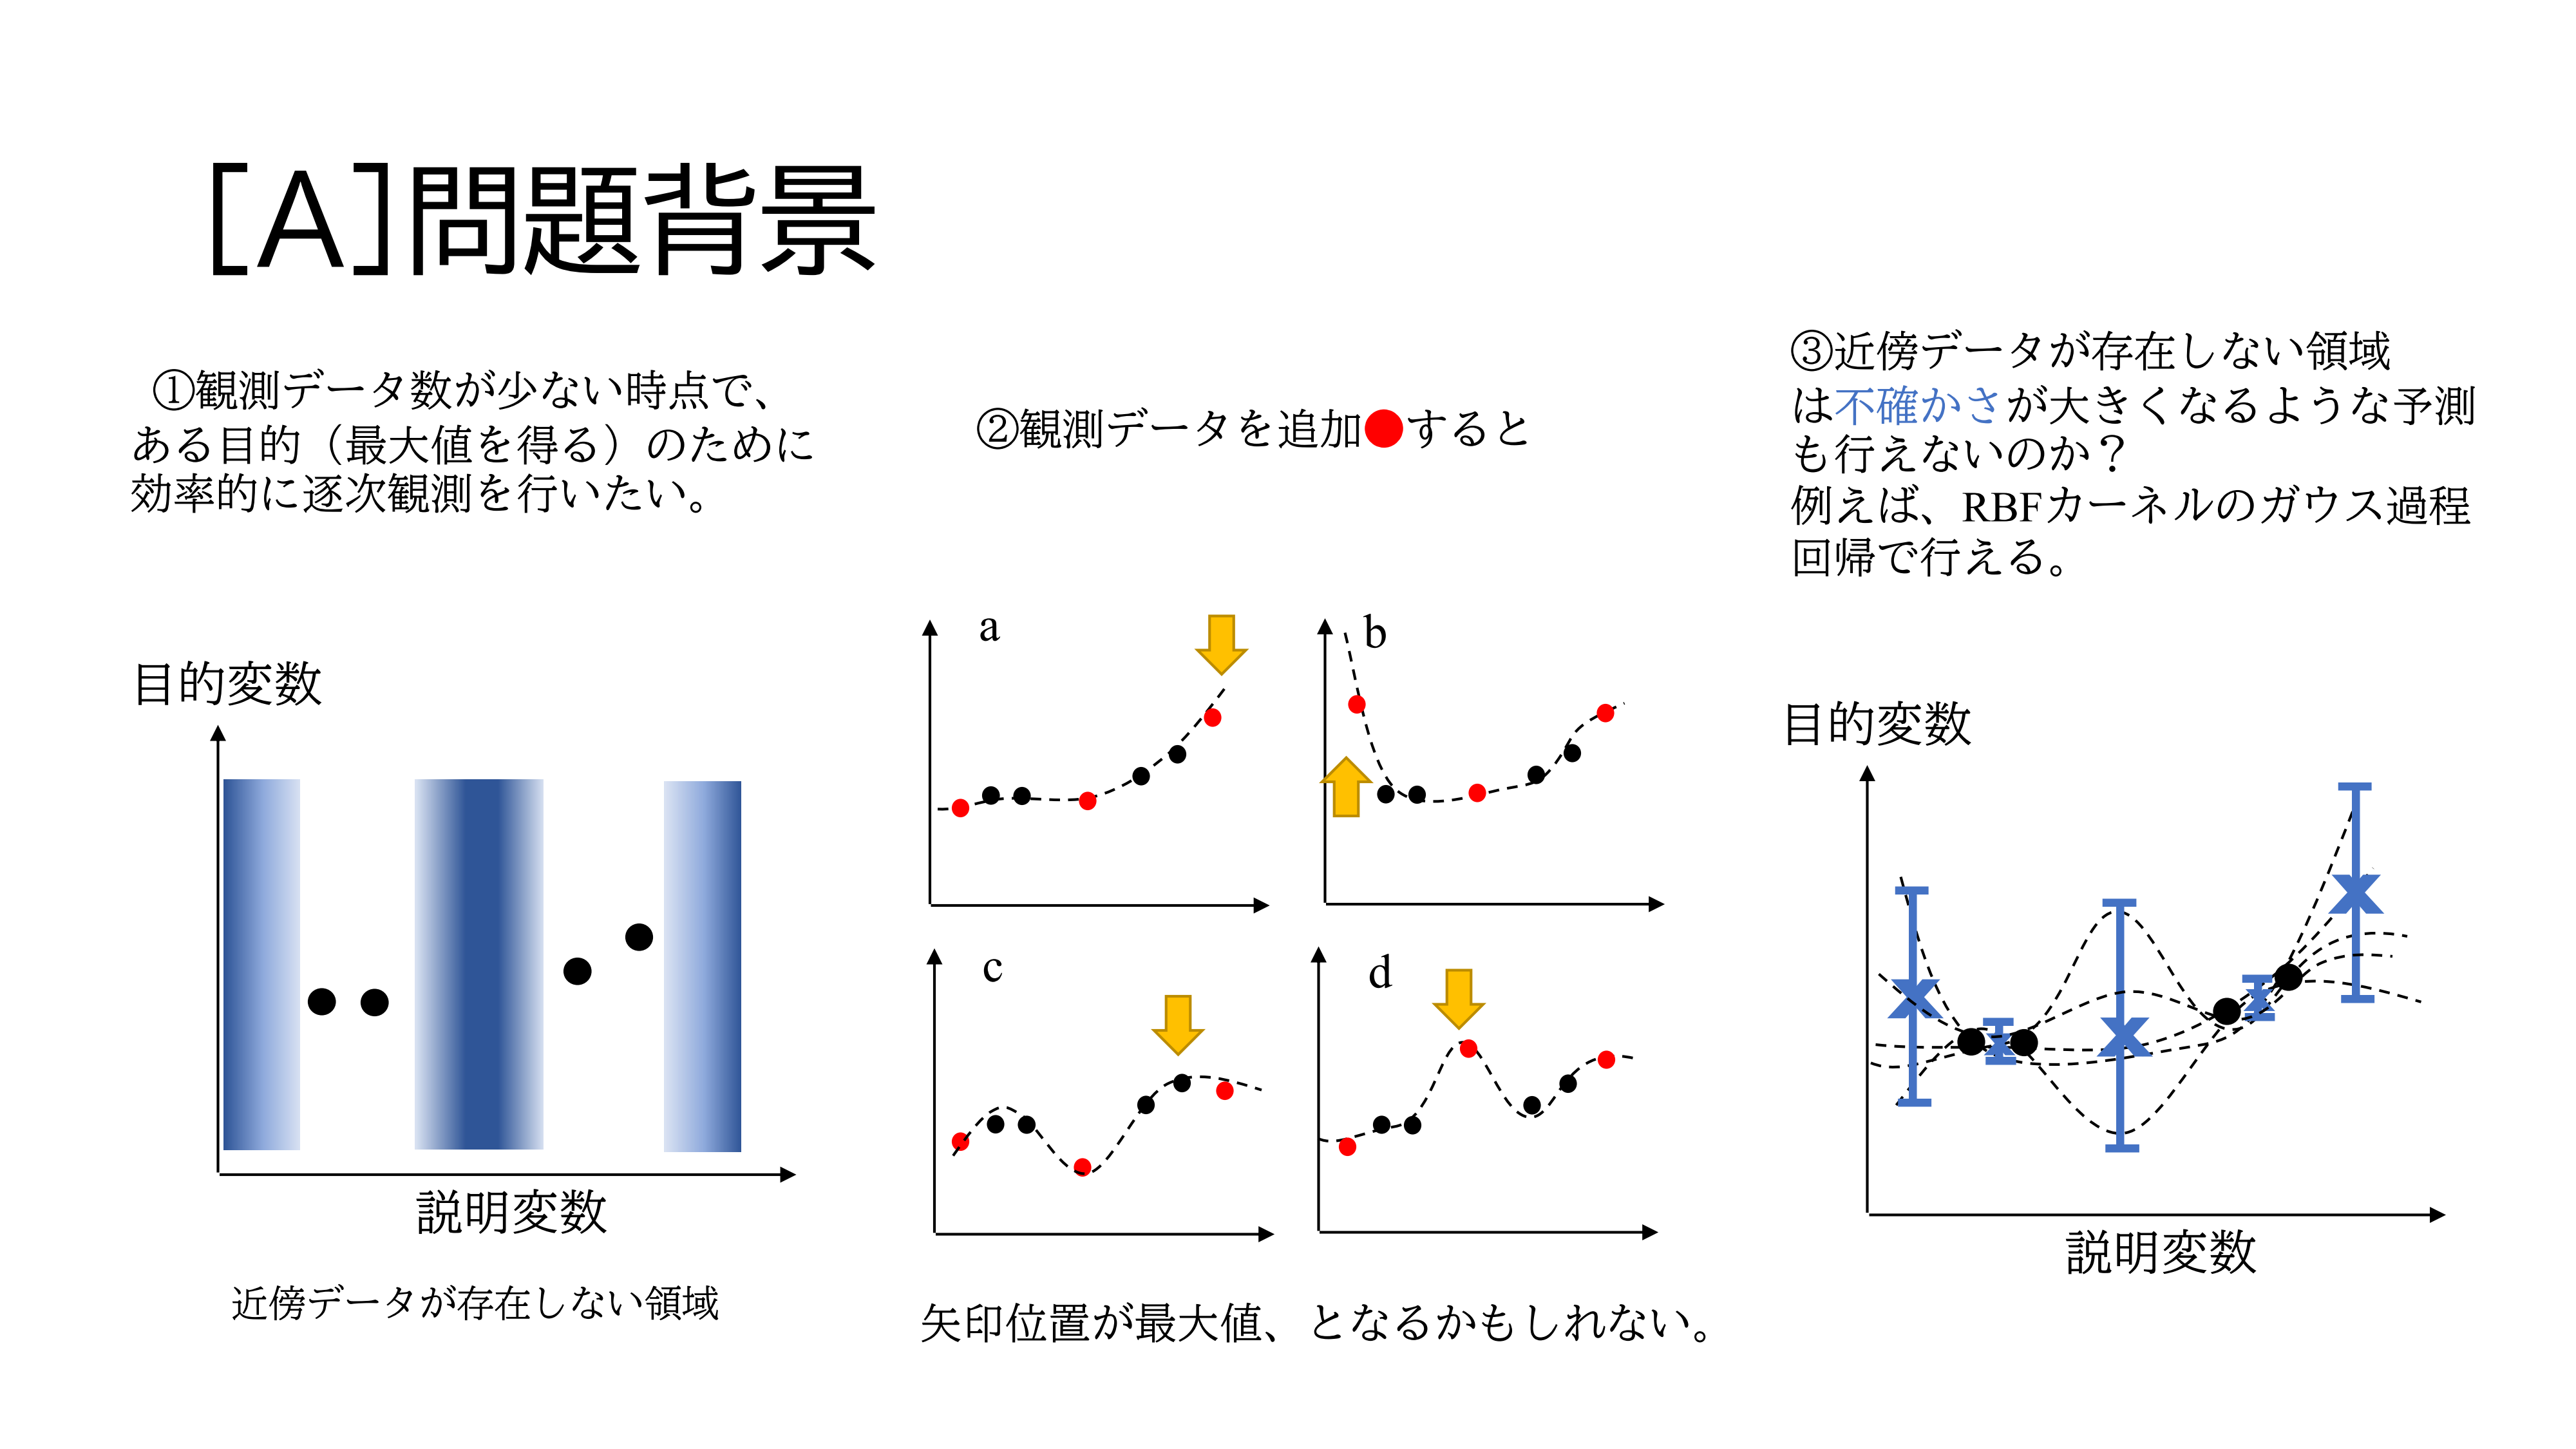 [A]問題背景
①観測データ数が少ない時点で、
ある目的（最大値を得る）のために
効率的に逐次観測を行いたい。
目的変数
説明変数
近傍データが存在しない領域
②観測データを追加●すると
a
b
c
d
矢印位置が最大値、となるかもしれない。
③近傍データが存在しない領域
は不確かさが大きくなるような予測
も行えないのか？
例えば、RBFカーネルのガウス過程
回帰で行える。
目的変数
説明変数